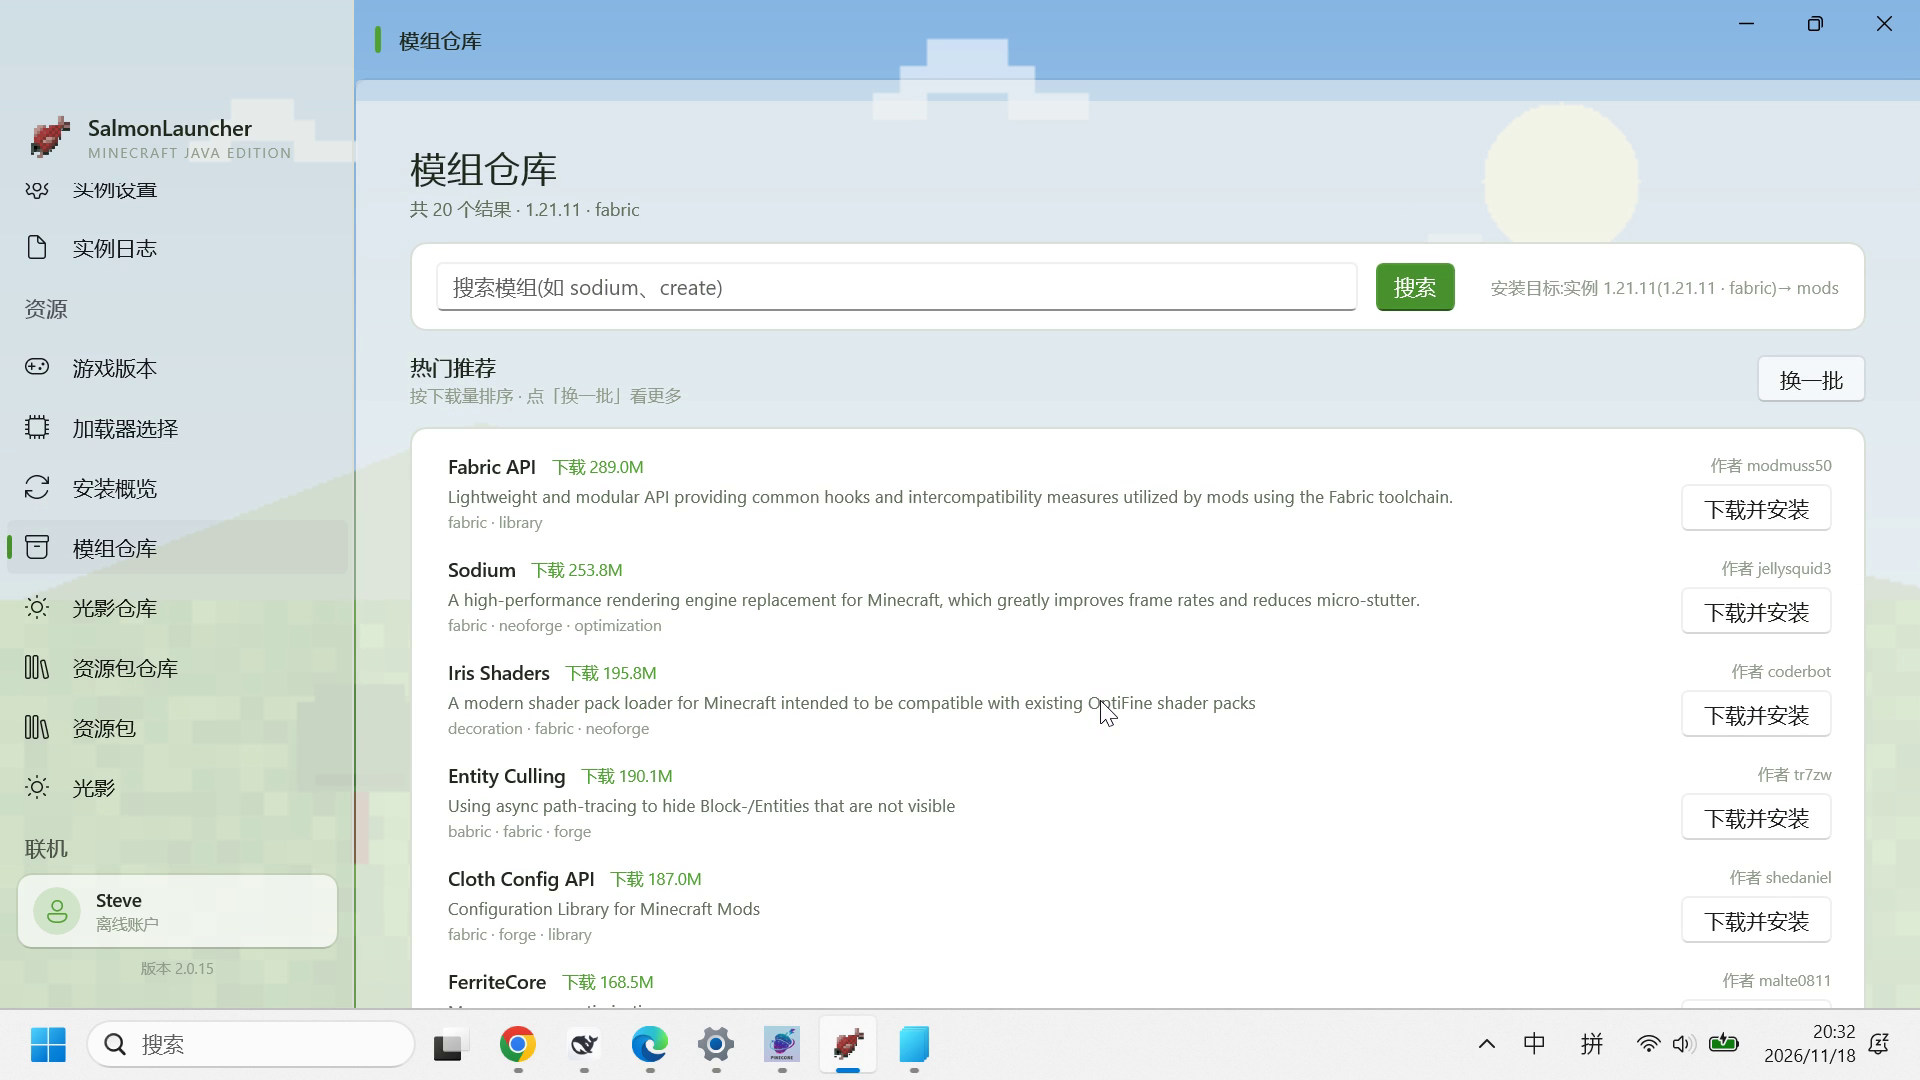 模组仓库
SalmonLauncher
MINECRAFT JAVA EDITION
实例设置
实例日志
资源
游戏版本
加载器选择
安装概览
模组仓库
光影仓库
资源包仓库
资源包
光影
联机
Steve
离线账户
版本 2.0.15
模组仓库
共 20 个结果 · 1.21.11 · fabric
搜索模组(如 sodium、create)
搜索
安装目标:实例 1.21.11(1.21.11 · fabric)→ mods
热门推荐
按下载量排序 · 点「换一批」看更多
换一批
Fabric API 下载 289.0M
作者 modmuss50
Lightweight and modular API providing common hooks and intercompatibility measures utilized by mods using the Fabric toolchain.
下载并安装
fabric · library
Sodium 下载 253.8M
作者 jellysquid3
A high-performance rendering engine replacement for Minecraft, which greatly improves frame rates and reduces micro-stutter.
下载并安装
fabric · neoforge · optimization
Iris Shaders 下载 195.8M
作者 coderbot
A modern shader pack loader for Minecraft intended to be compatible with existing OptiFine shader packs
下载并安装
decoration · fabric · neoforge
Entity Culling 下载 190.1M
作者 tr7zw
Using async path-tracing to hide Block-/Entities that are not visible
下载并安装
babric · fabric · forge
Cloth Config API 下载 187.0M
作者 shedaniel
Configuration Library for Minecraft Mods
下载并安装
fabric · forge · library
FerriteCore 下载 168.5M
作者 malte0811
搜索
PINECONE
中
拼
20:32
2026/11/18